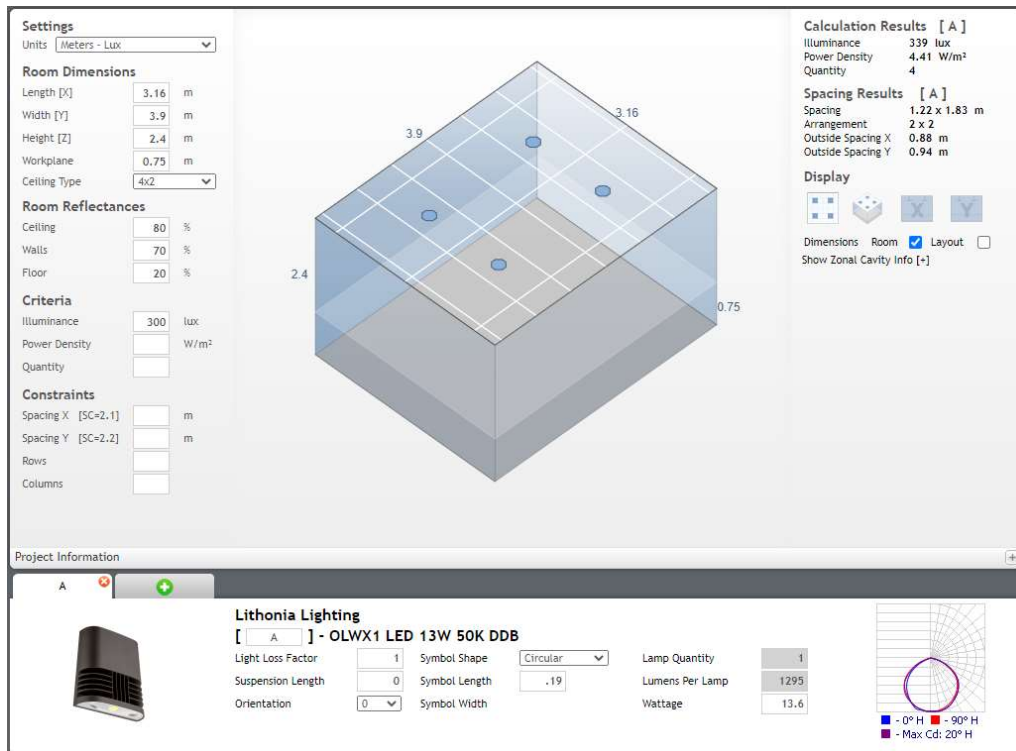 Settings
Units Meters - Lux
Room Dimensions
Length [X] 3.16 m
Width [Y] 3.9 m
Height [Z] 2.4 m
Workplane 0.75 m
Ceiling Type 4x2
Room Reflectances
Ceiling 80 %
Walls 70 %
Floor 20 %
Criteria
Illuminance 300 lux
Power Density W/m²
Quantity
Constraints
Spacing X [SC=2.1] m
Spacing Y [SC=2.2] m
Rows
Columns
3.9
3.16
2.4
0.75
Calculation Results [ A ]
Illuminance 339 lux
Power Density 4.41 W/m²
Quantity 4
Spacing Results [ A ]
Spacing 1.22 x 1.83 m
Arrangement 2 x 2
Outside Spacing X 0.88 m
Outside Spacing Y 0.94 m
Display
X Y
Dimensions Room Layout
Show Zonal Cavity Info [+]
Project Information
A
Lithonia Lighting
[ A ] - OLWX1 LED 13W 50K DDB
Light Loss Factor 1 Symbol Shape Circular Lamp Quantity 1
Suspension Length 0 Symbol Length .19 Lumens Per Lamp 1295
Orientation 0 Symbol Width Wattage 13.6
- 0° H - 90° H
- Max Cd: 20° H